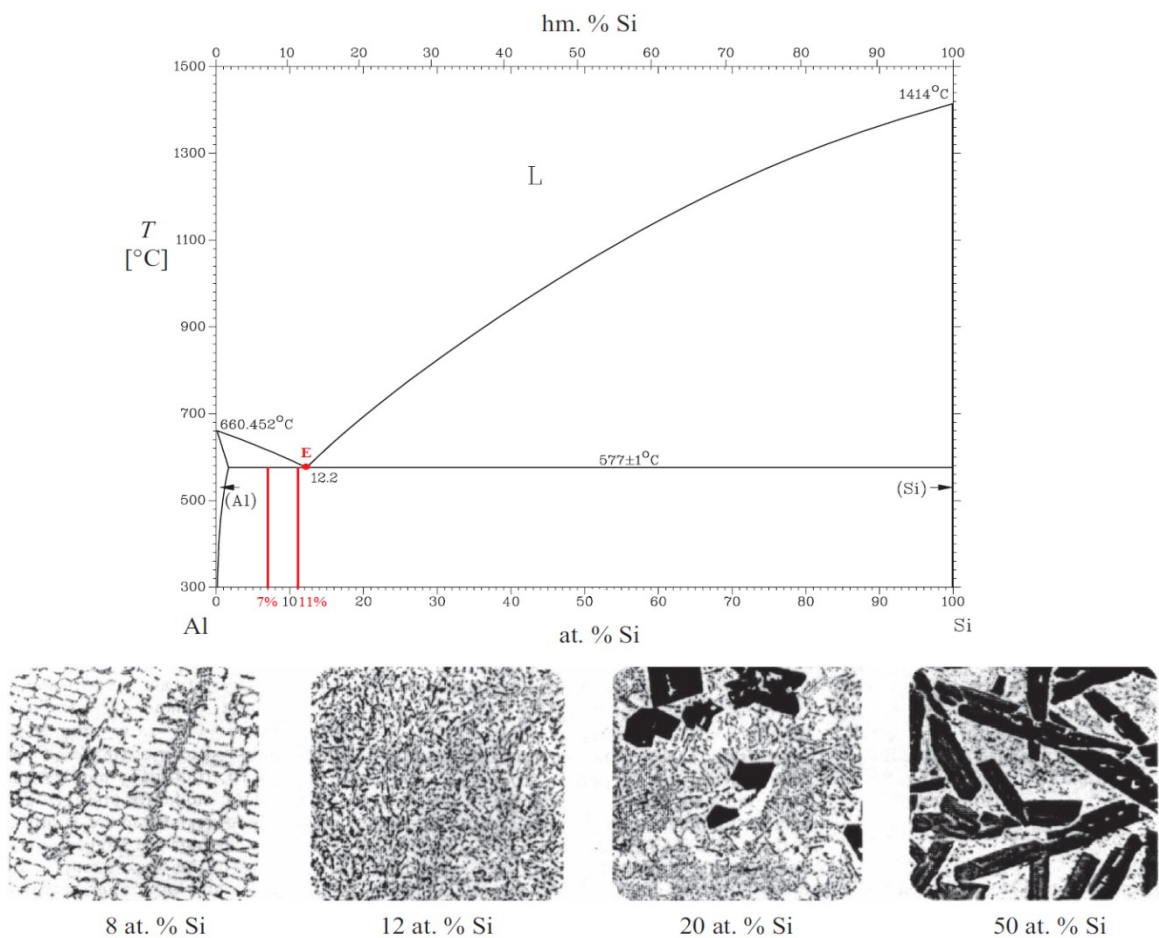 hm. % Si
0 10 20 30 40 50 60 70 80 90 100
1500
1414°C
1300
L
T
[°C]
1100
900
700
660.452°C
E
577±1°C
12.2
500
(Al)
(Si)
300
0 7% 10 11% 20 30 40 50 60 70 80 90 100
Al
at. % Si
Si
8 at. % Si
12 at. % Si
20 at. % Si
50 at. % Si